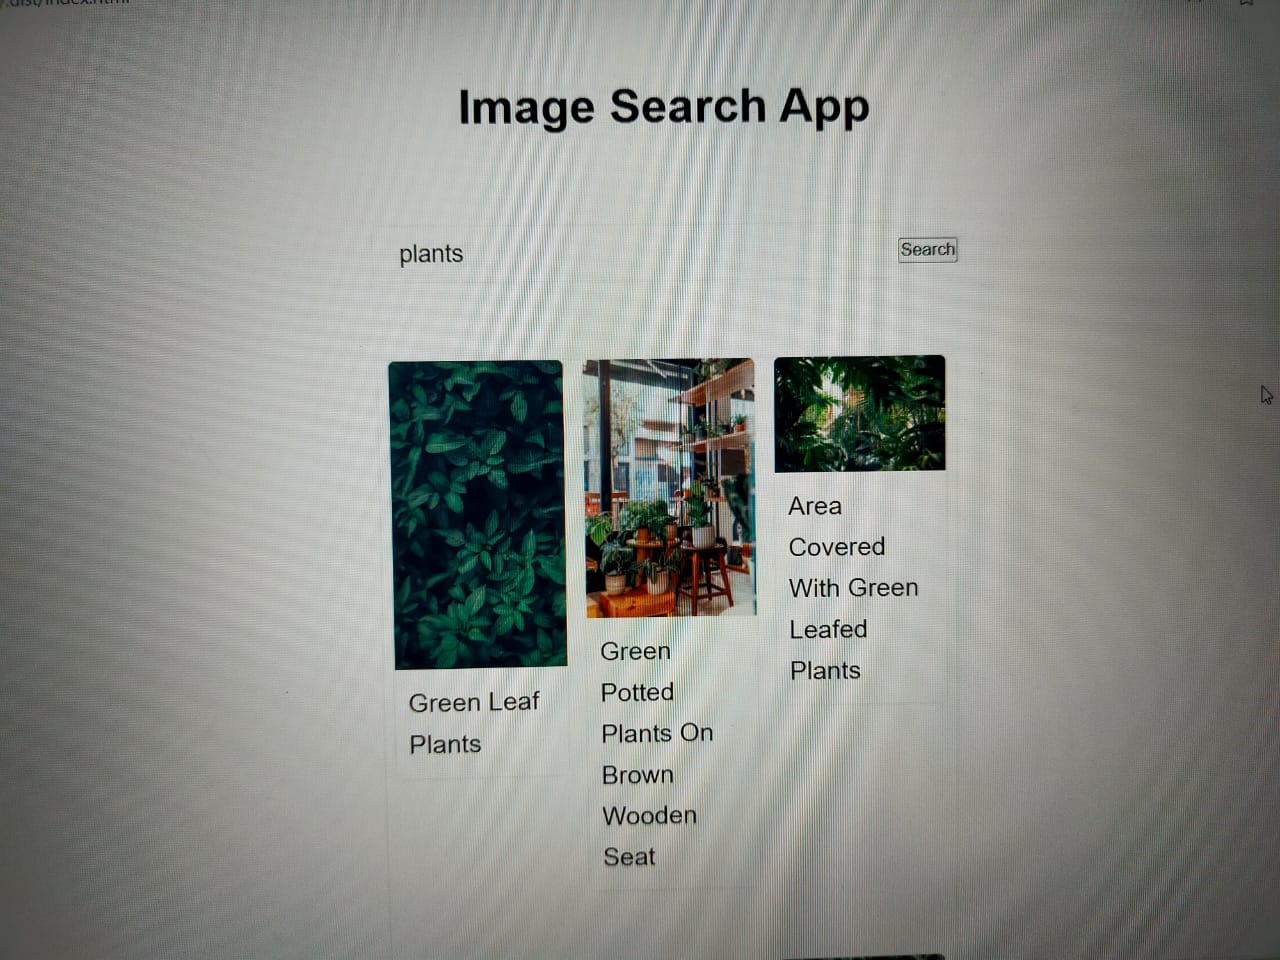 Image Search App
plants
Search
Green Leaf
Plants
Green
Potted
Plants On
Brown
Wooden
Seat
Area
Covered
With Green
Leafed
Plants